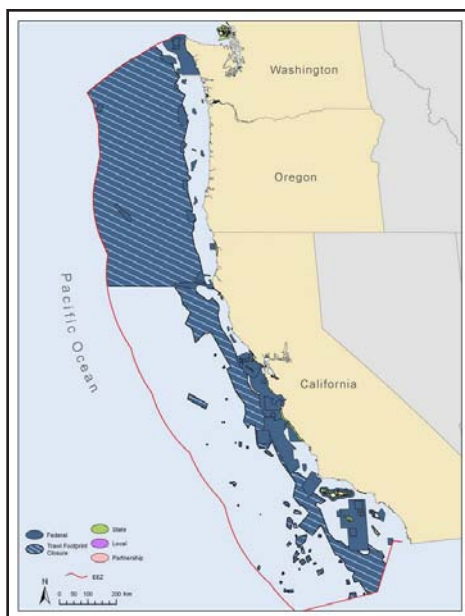 Washington
Oregon
Pacific Ocean
California
Federal
Trawl Footprint
Closure
State
Local
Partnership
EEZ
N
0 50 100 200 km